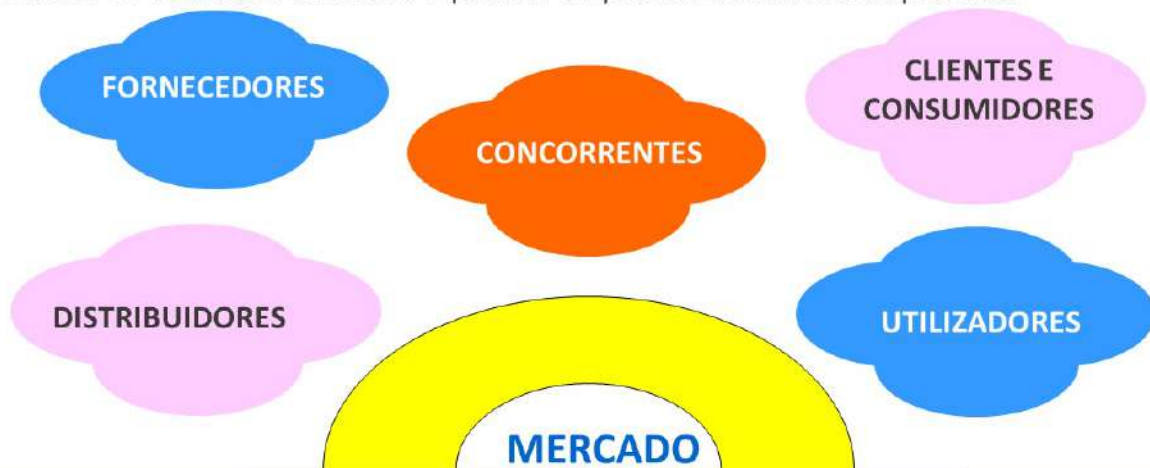 FORNECEDORES
CONCORRENTES
CLIENTES E
CONSUMIDORES
DISTRIBUIDORES
UTILIZADORES
MERCADO